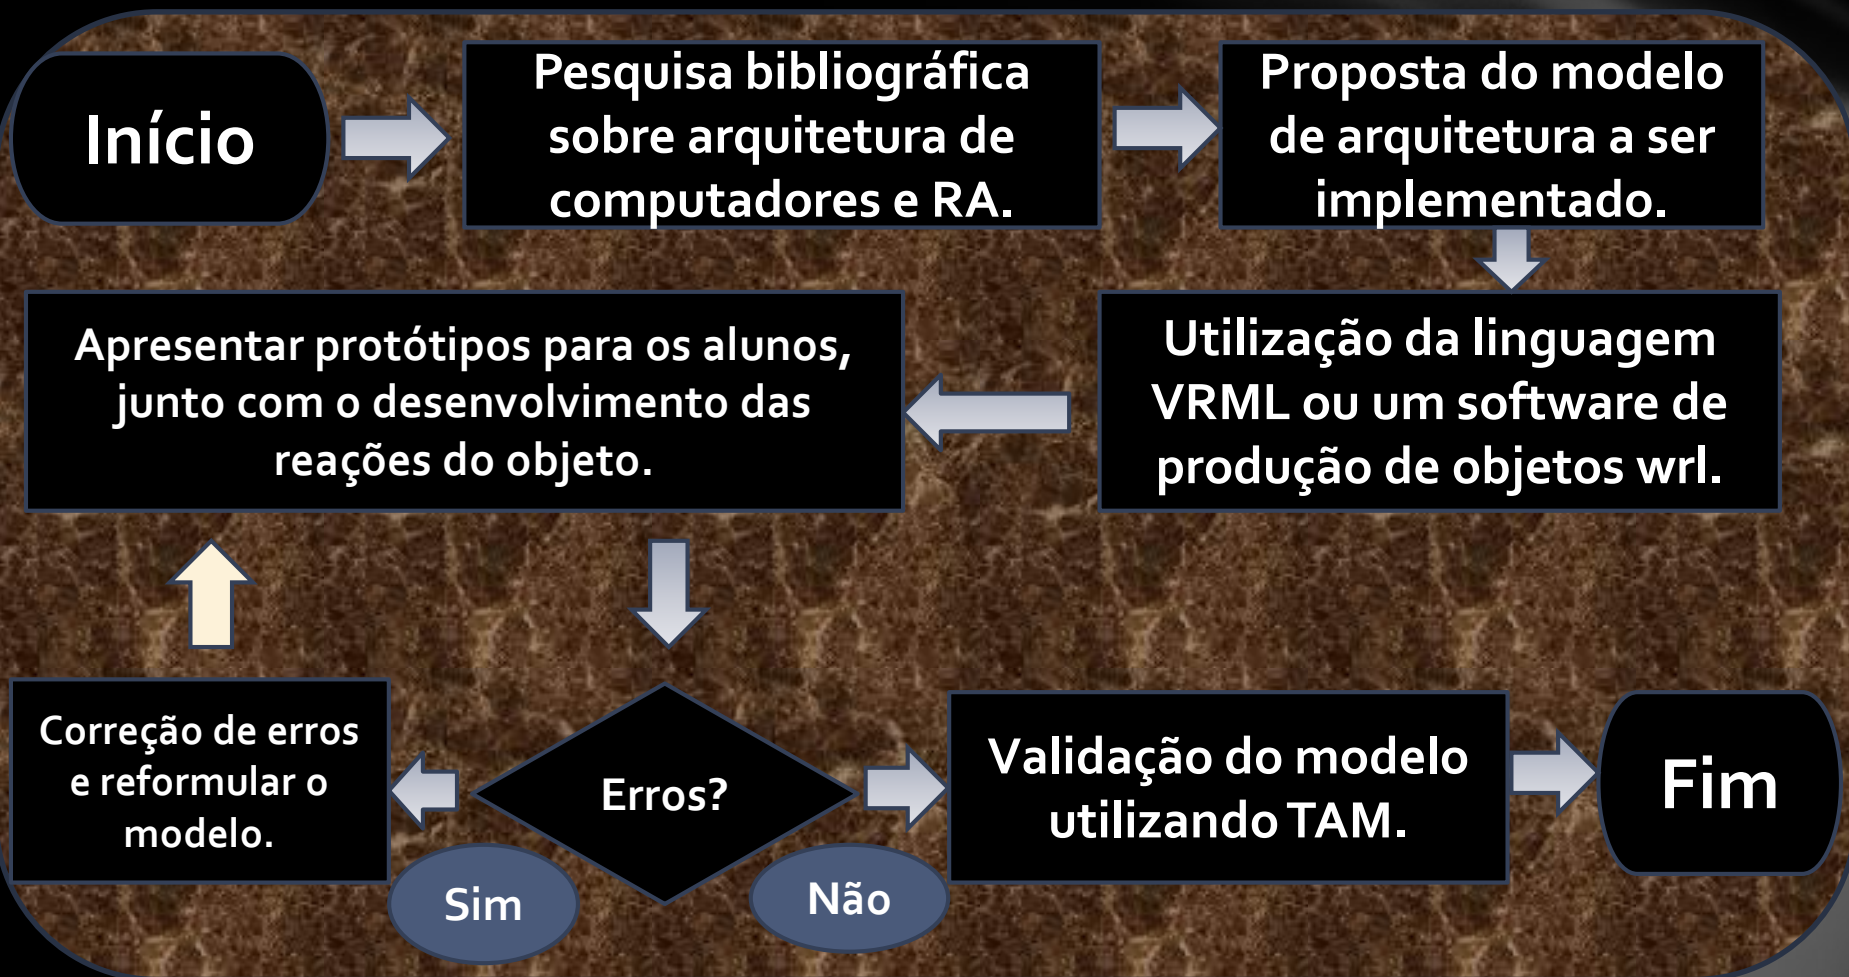 Início
Pesquisa bibliográfica
sobre arquitetura de
computadores e RA.
Proposta do modelo
de arquitetura a ser
implementado.
Utilização da linguagem
VRML ou um software de
produção de objetos wrl.
Apresentar protótipos para os alunos,
junto com o desenvolvimento das
reações do objeto.
Erros?
Sim
Correção de erros
e reformular o
modelo.
Não
Validação do modelo
utilizando TAM.
Fim